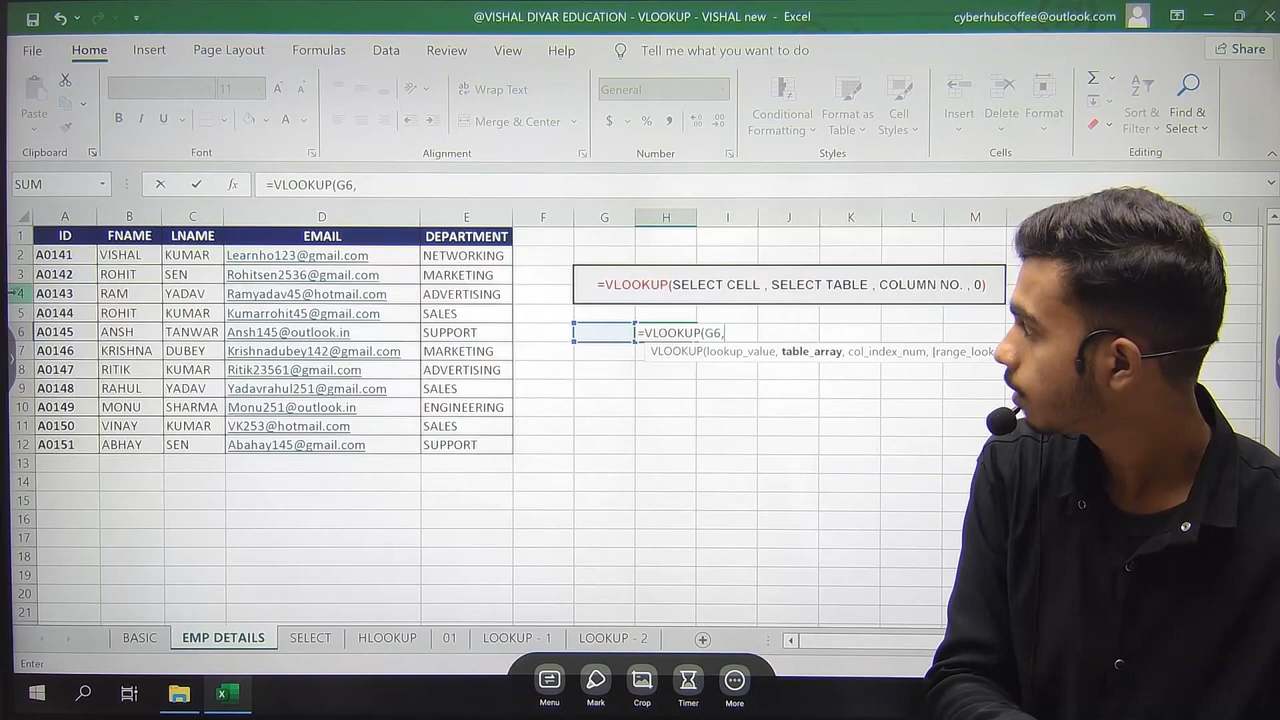 @VISHAL DIYAR EDUCATION - VLOOKUP - VISHAL new - Excel
cyberhubcoffee@outlook.com
File Home Insert Page Layout Formulas Data Review View Help Tell me what you want to do Share
11 A A ab Wrap Text General
Paste B I U A Merge & Center $ % Conditional Formatting Format as Table Cell Styles Insert Delete Format Sort & Filter Find & Select
Clipboard Font Alignment Number Styles Cells Editing
SUM fx =VLOOKUP(G6,
A B C D E F G H I J K L M Q
1 ID FNAME LNAME EMAIL DEPARTMENT
2 A0141 VISHAL KUMAR Learnho123@gmail.com NETWORKING
3 A0142 ROHIT SEN Rohitsen2536@gmail.com MARKETING
=VLOOKUP(SELECT CELL , SELECT TABLE , COLUMN NO. , 0)
4 A0143 RAM YADAV Ramyadav45@hotmail.com ADVERTISING
5 A0144 ROHIT KUMAR Kumarrohit45@gmail.com SALES
6 A0145 ANSH TANWAR Ansh145@outlook.in SUPPORT =VLOOKUP(G6,
7 A0146 KRISHNA DUBEY Krishnadubey142@gmail.com MARKETING VLOOKUP(lookup_value, table_array, col_index_num, [range_look
8 A0147 RITIK KUMAR Ritik23561@gmail.com ADVERTISING
9 A0148 RAHUL YADAV Yadavrahul251@gmail.com SALES
10 A0149 MONU SHARMA Monu251@outlook.in ENGINEERING
11 A0150 VINAY KUMAR VK253@hotmail.com SALES
12 A0151 ABHAY SEN Abahay145@gmail.com SUPPORT
13
14
15
16
17
18
19
20
21
BASIC EMP DETAILS SELECT HLOOKUP 01 LOOKUP - 1 LOOKUP - 2
Enter
Menu Mark Crop Timer More